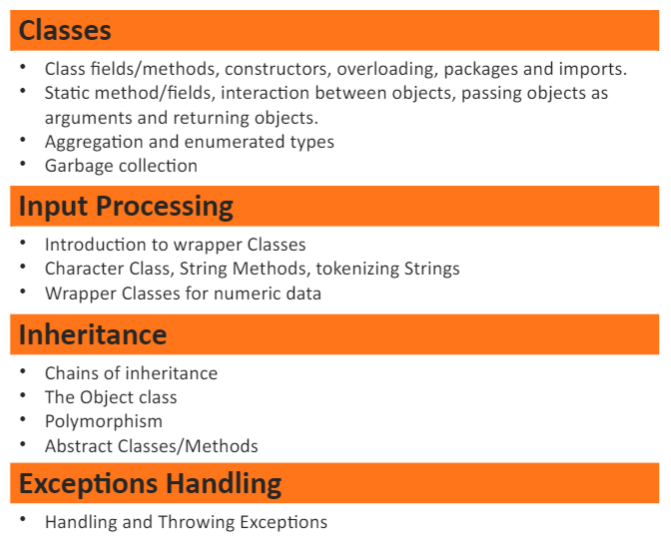 Classes
• Class fields/methods, constructors, overloading, packages and imports.
• Static method/fields, interaction between objects, passing objects as
arguments and returning objects.
• Aggregation and enumerated types
• Garbage collection
Input Processing
• Introduction to wrapper Classes
• Character Class, String Methods, tokenizing Strings
• Wrapper Classes for numeric data
Inheritance
• Chains of inheritance
• The Object class
• Polymorphism
• Abstract Classes/Methods
Exceptions Handling
• Handling and Throwing Exceptions